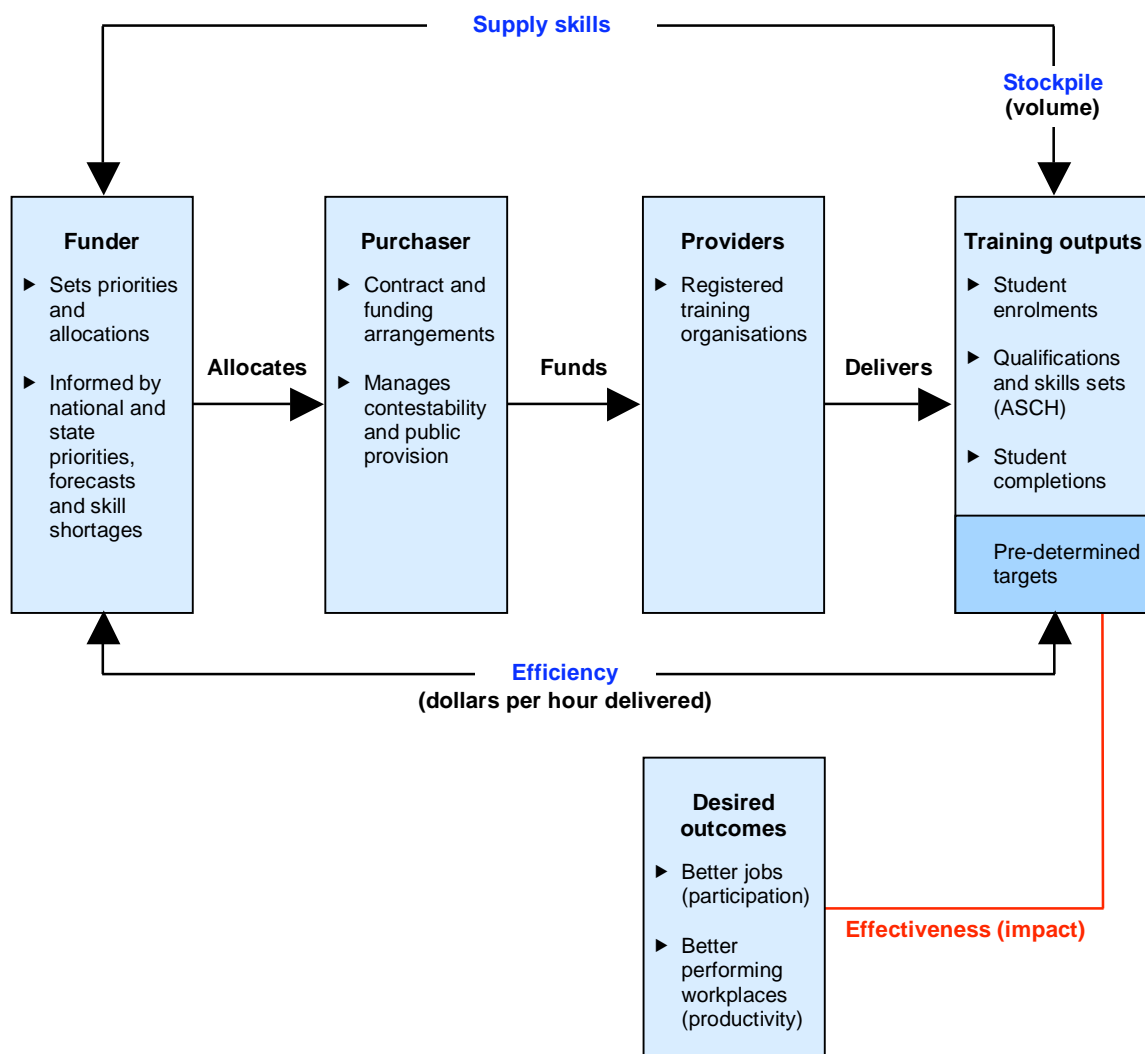 Supply skills
Stockpile
(volume)
Funder
Sets priorities
and
allocations
Informed by
national and
state
priorities,
forecasts
and skill
shortages
Allocates
Purchaser
Contract and
funding
arrangements
Manages
contestability
and public
provision
Funds
Providers
Registered
training
organisations
Delivers
Training outputs
Student
enrolments
Qualifications
and skills sets
(ASCH)
Student
completions
Pre-determined
targets
Efficiency
(dollars per hour delivered)
Desired
outcomes
Better jobs
(participation)
Better
performing
workplaces
(productivity)
Effectiveness (impact)